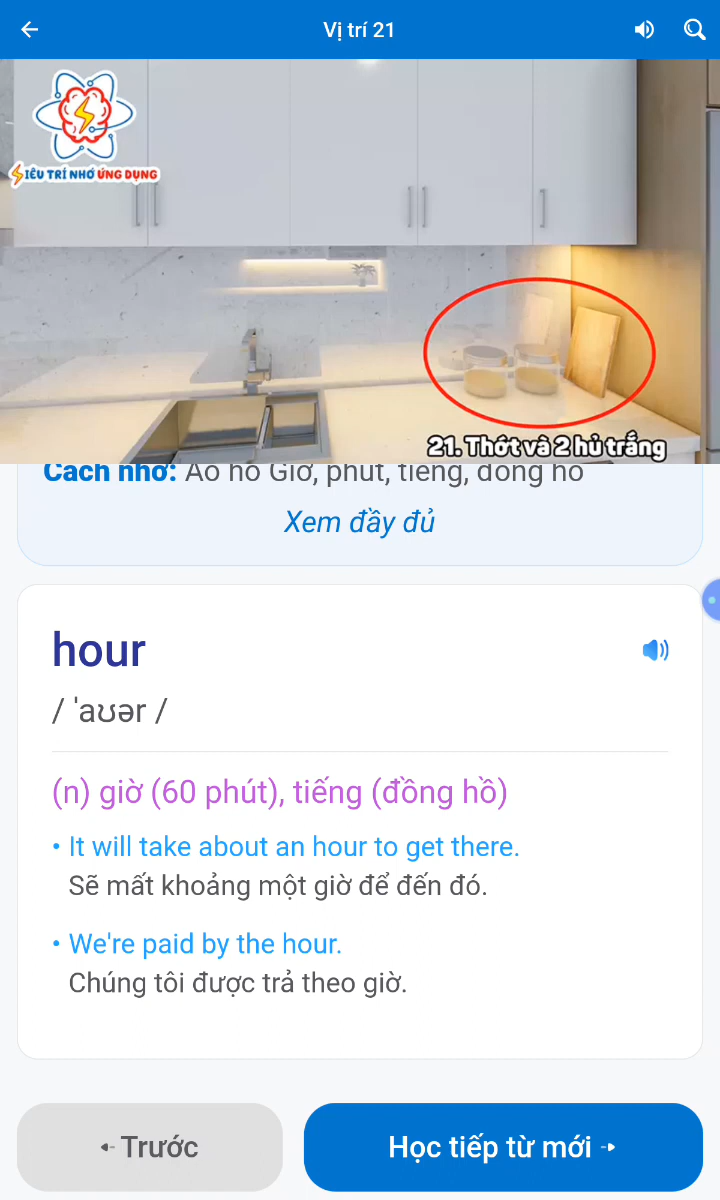 Vị trí 21
SIÊU TRÍ NHỚ ỨNG DỤNG
21. Thớt và 2 hủ trắng
Cách nhớ: Ao hồ Giờ, phút, tiếng, đồng hồ
Xem đầy đủ
hour
/ ˈaʊər /
(n) giờ (60 phút), tiếng (đồng hồ)
• It will take about an hour to get there.
Sẽ mất khoảng một giờ để đến đó.
• We're paid by the hour.
Chúng tôi được trả theo giờ.
Trước
Học tiếp từ mới